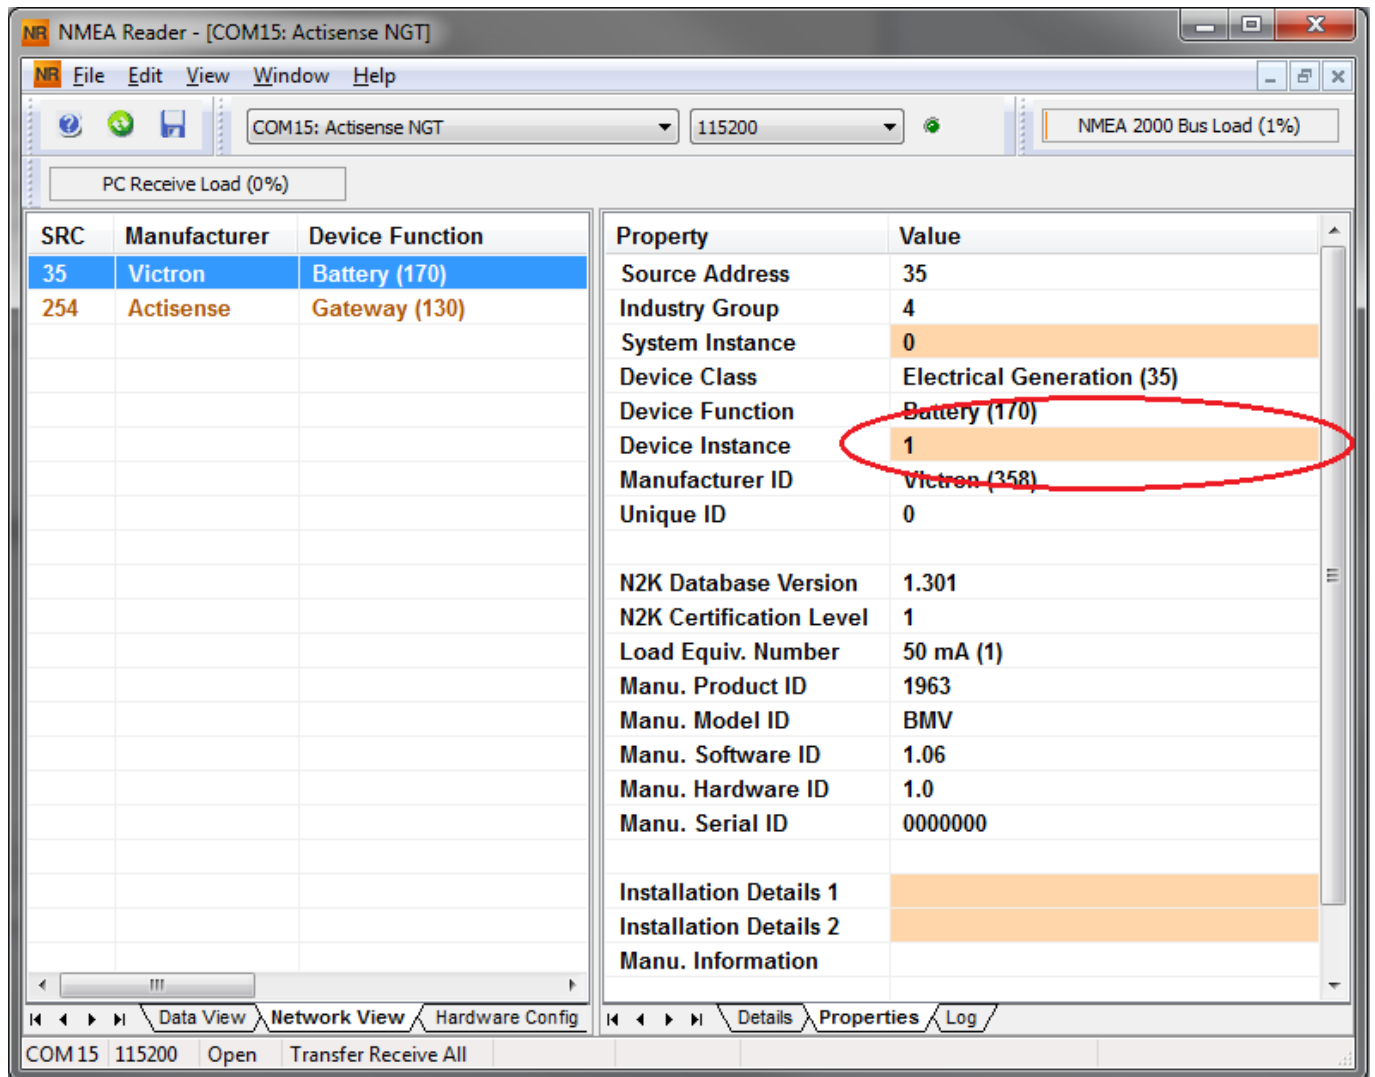 NR NMEA Reader - [COM15: Actisense NGT]
NR File Edit View Window Help
COM15: Actisense NGT 115200 NMEA 2000 Bus Load (1%)
PC Receive Load (0%)
SRC Manufacturer Device Function
35 Victron Battery (170)
254 Actisense Gateway (130)
Property Value
Source Address 35
Industry Group 4
System Instance 0
Device Class Electrical Generation (35)
Device Function Battery (170)
Device Instance 1
Manufacturer ID Victron (358)
Unique ID 0
N2K Database Version 1.301
N2K Certification Level 1
Load Equiv. Number 50 mA (1)
Manu. Product ID 1963
Manu. Model ID BMV
Manu. Software ID 1.06
Manu. Hardware ID 1.0
Manu. Serial ID 0000000
Installation Details 1
Installation Details 2
Manu. Information
Data View Network View Hardware Config
Details Properties Log
COM 15 115200 Open Transfer Receive All